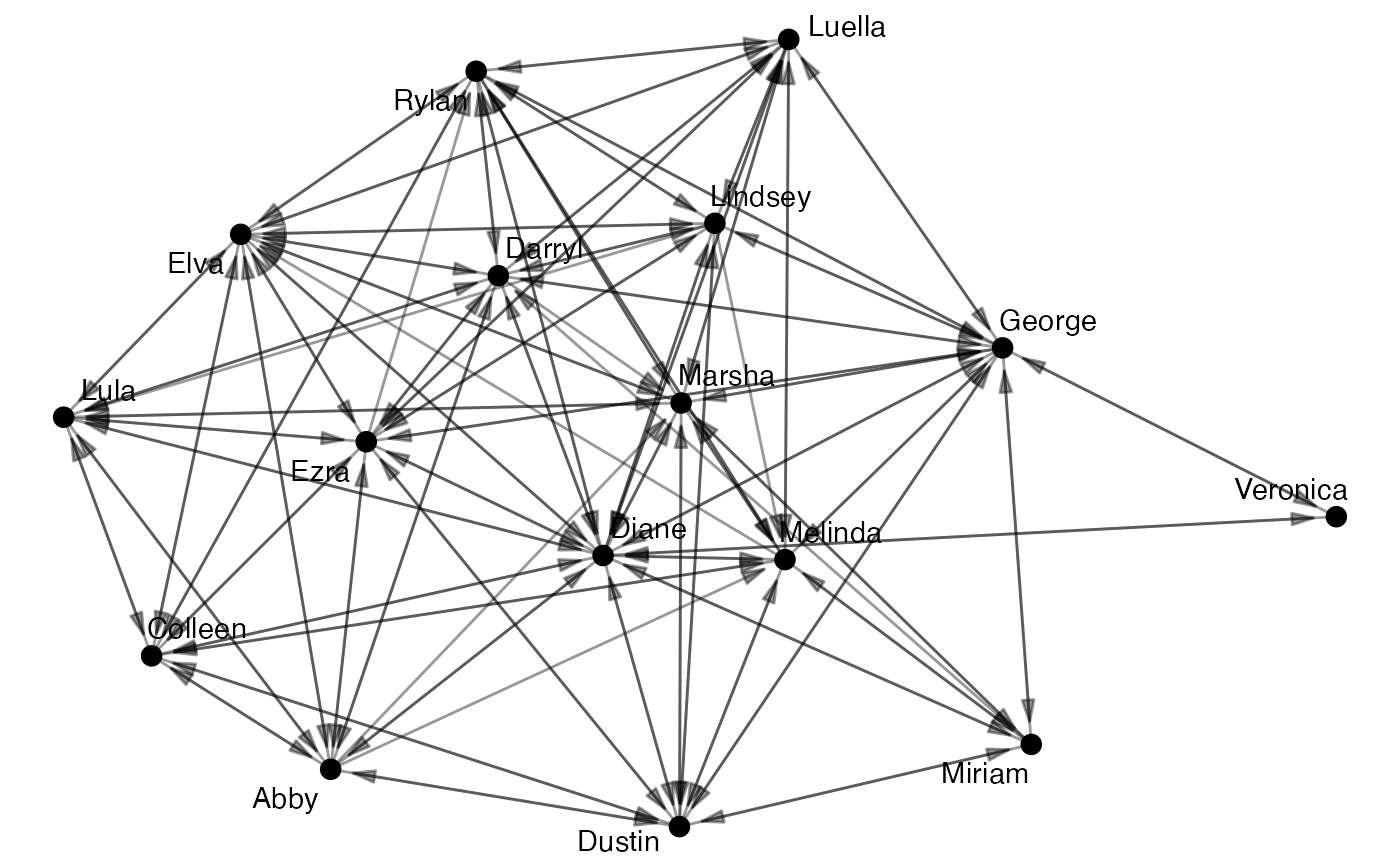 Luella
Rylan
Lindsey
Darryl
Elva
George
Marsha
Lula
Ezra
Veronica
Diane
Melinda
Colleen
Miriam
Abby
Dustin